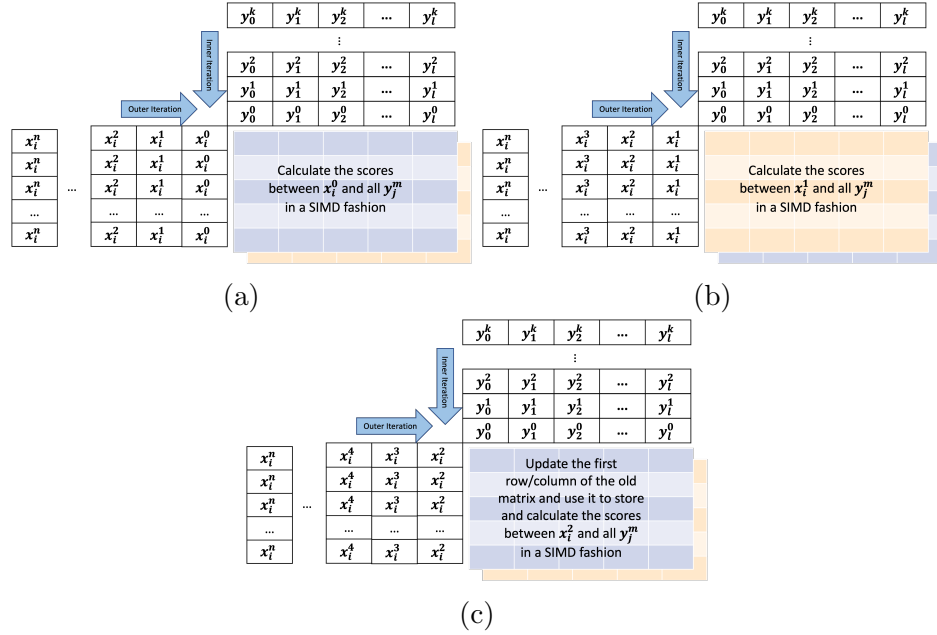 y_0^k y_1^k y_2^k ... y_l^k
⋮
Inner Iteration
y_0^2 y_1^2 y_2^2 ... y_l^2
y_0^1 y_1^1 y_2^1 ... y_l^1
Outer Iteration
y_0^0 y_1^0 y_2^0 ... y_l^0
x_i^n x_i^2 x_i^1 x_i^0
x_i^n x_i^2 x_i^1 x_i^0
x_i^n ... x_i^2 x_i^1 x_i^0
... ... ... ...
x_i^n x_i^2 x_i^1 x_i^0
Calculate the scores
between x_i^0 and all y_j^m
in a SIMD fashion
(a)
y_0^k y_1^k y_2^k ... y_l^k
⋮
Inner Iteration
y_0^2 y_1^2 y_2^2 ... y_l^2
y_0^1 y_1^1 y_2^1 ... y_l^1
Outer Iteration
y_0^0 y_1^0 y_2^0 ... y_l^0
x_i^n x_i^3 x_i^2 x_i^1
x_i^n x_i^3 x_i^2 x_i^1
x_i^n ... x_i^3 x_i^2 x_i^1
... ... ... ...
x_i^n x_i^3 x_i^2 x_i^1
Calculate the scores
between x_i^1 and all y_j^m
in a SIMD fashion
(b)
y_0^k y_1^k y_2^k ... y_l^k
⋮
Inner Iteration
y_0^2 y_1^2 y_2^2 ... y_l^2
y_0^1 y_1^1 y_2^1 ... y_l^1
Outer Iteration
y_0^0 y_1^0 y_2^0 ... y_l^0
x_i^n x_i^4 x_i^3 x_i^2
x_i^n x_i^4 x_i^3 x_i^2
x_i^n ... x_i^4 x_i^3 x_i^2
... ... ... ...
x_i^n x_i^4 x_i^3 x_i^2
Update the first
row/column of the old
matrix and use it to store
and calculate the scores
between x_i^2 and all y_j^m
in a SIMD fashion
(c)